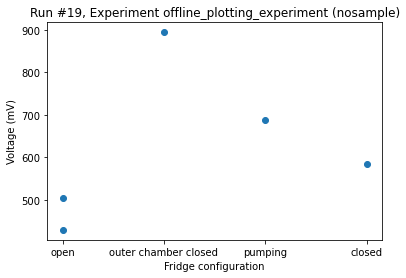 Run #19, Experiment offline_plotting_experiment (nosample)
900
800
700
600
500
Voltage (mV)
open outer chamber closed pumping closed
Fridge configuration